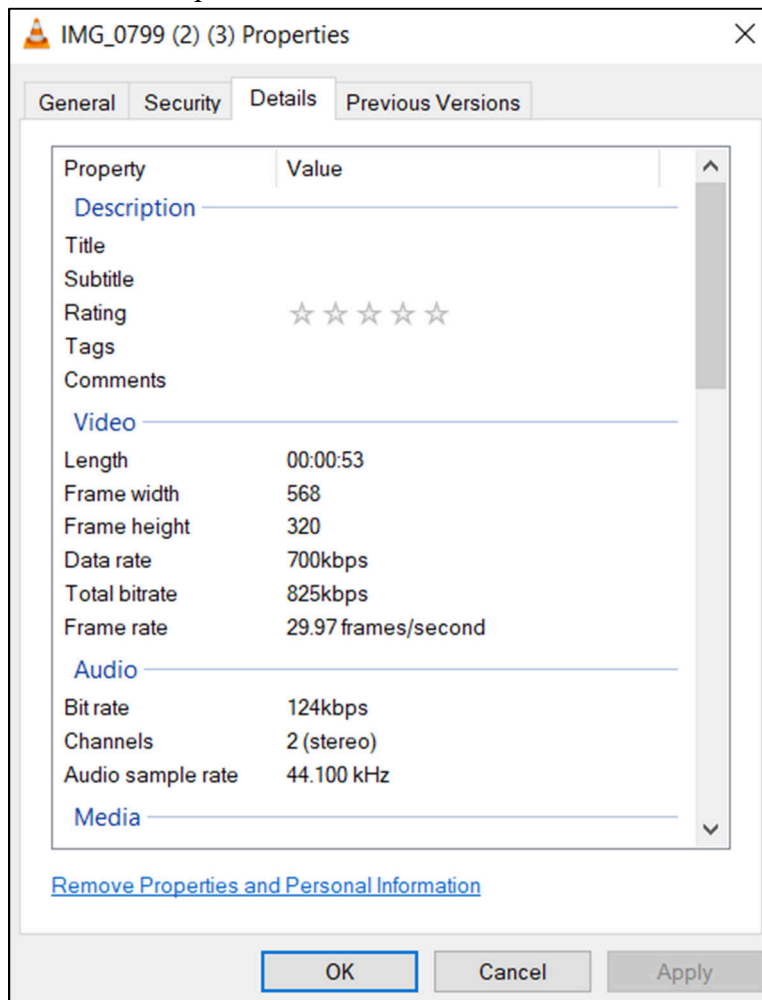 IMG_0799 (2) (3) Properties
General Security Details Previous Versions
Property Value
Description
Title
Subtitle
Rating
Tags
Comments
Video
Length 00:00:53
Frame width 568
Frame height 320
Data rate 700kbps
Total bitrate 825kbps
Frame rate 29.97 frames/second
Audio
Bit rate 124kbps
Channels 2 (stereo)
Audio sample rate 44.100 kHz
Media
Remove Properties and Personal Information
OK Cancel Apply